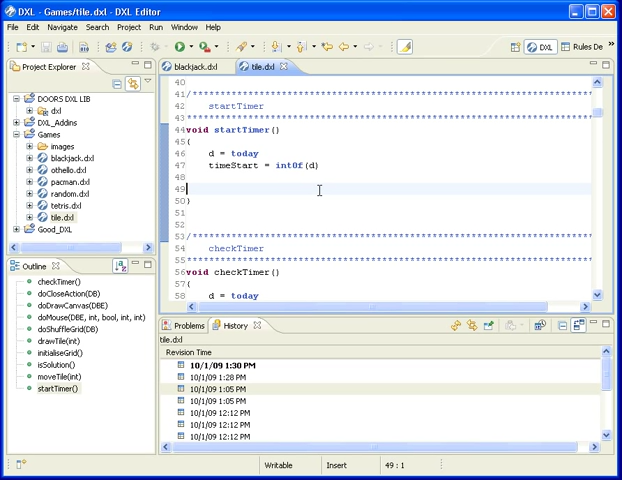 DXL - Games/tile.dxl - DXL Editor
File Edit Navigate Search Project Run Window Help
DXL Rules De
Project Explorer
DOORS DXL LIB
dxl
DXL_Addins
Games
images
blackjack.dxl
othello.dxl
pacman.dxl
random.dxl
tetris.dxl
tile.dxl
Good_DXL
Outline
checkTimer()
doCloseAction(DB)
doDrawCanvas(DBE)
doMouse(DBE, int, bool, int, int)
doShuffleGrid(DB)
drawTile(int)
initialiseGrid()
isSolution()
moveTile(int)
startTimer()
blackjack.dxl tile.dxl
40
41/************************************************************
42 startTimer
43************************************************************
44void startTimer()
45{
46 d = today
47 timeStart = intOf(d)
48
49
50}
51
52
53/************************************************************
54 checkTimer
55************************************************************
56void checkTimer()
57{
58 d = today
Problems History
tile.dxl
Revision Time
10/1/09 1:30 PM
10/1/09 1:28 PM
10/1/09 1:05 PM
10/1/09 1:05 PM
10/1/09 12:12 PM
10/1/09 12:12 PM
10/1/09 12:12 PM
Writable Insert 49 : 1